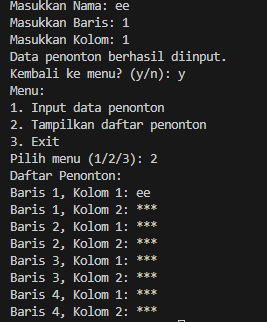 Masukkan Nama: ee
Masukkan Baris: 1
Masukkan Kolom: 1
Data penonton berhasil diinput.
Kembali ke menu? (y/n): y
Menu:
1. Input data penonton
2. Tampilkan daftar penonton
3. Exit
Pilih menu (1/2/3): 2
Daftar Penonton:
Baris 1, Kolom 1: ee
Baris 1, Kolom 2: ***
Baris 2, Kolom 1: ***
Baris 2, Kolom 2: ***
Baris 3, Kolom 1: ***
Baris 3, Kolom 2: ***
Baris 4, Kolom 1: ***
Baris 4, Kolom 2: ***